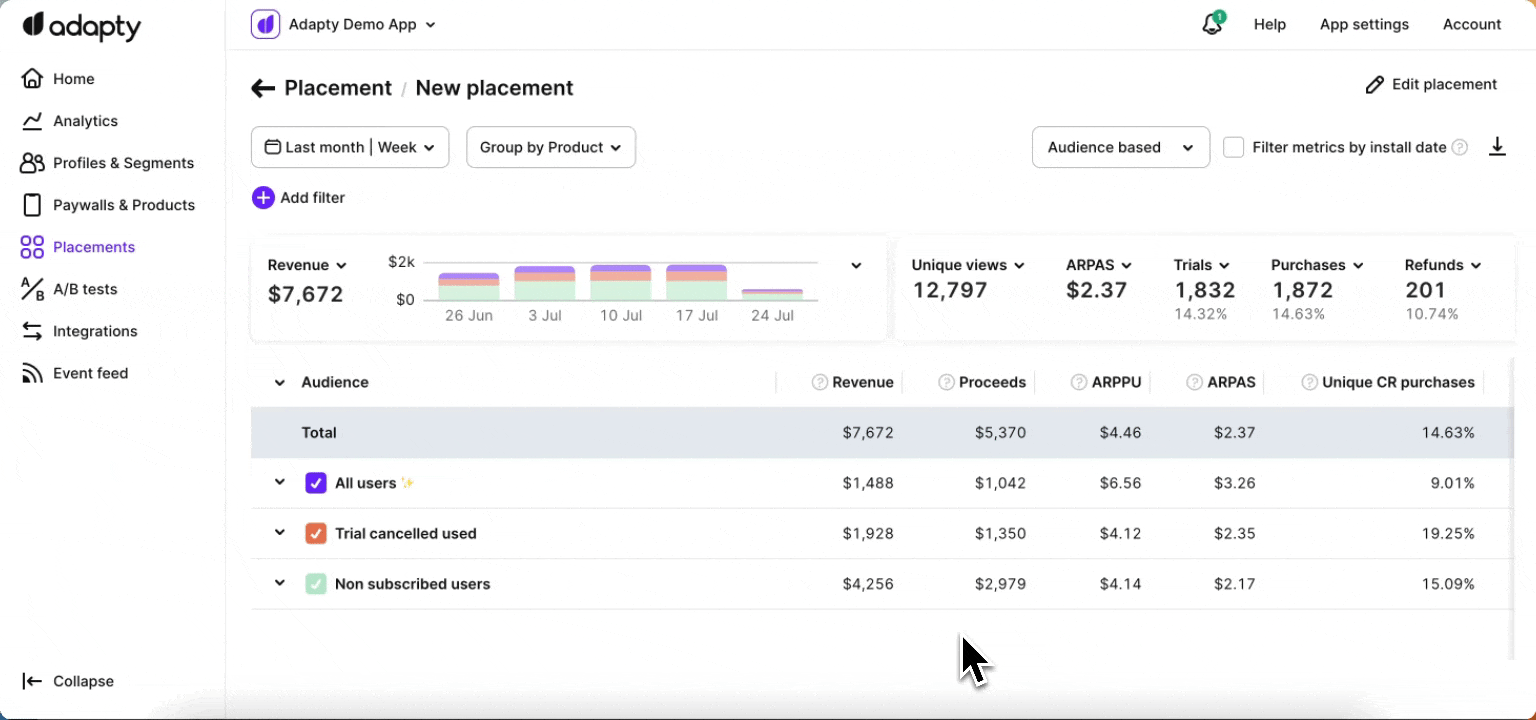 adapty
Adapty Demo App
1
Help
App settings
Account
Home
Analytics
Profiles & Segments
Paywalls & Products
Placements
A/B tests
Integrations
Event feed
Collapse
Placement / New placement
Edit placement
Last month | Week
Group by Product
Audience based
Filter metrics by install date ?
Add filter
Revenue
$7,672
$2k
$0
26 Jun 3 Jul 10 Jul 17 Jul 24 Jul
Unique views ARPAS Trials Purchases Refunds
12,797 $2.37 1,832 1,872 201
14.32% 14.63% 10.74%
Audience ? Revenue ? Proceeds ? ARPPU ? ARPAS ? Unique CR purchases
Total $7,672 $5,370 $4.46 $2.37 14.63%
All users ✨ $1,488 $1,042 $6.56 $3.26 9.01%
Trial cancelled used $1,928 $1,350 $4.12 $2.35 19.25%
Non subscribed users $4,256 $2,979 $4.14 $2.17 15.09%